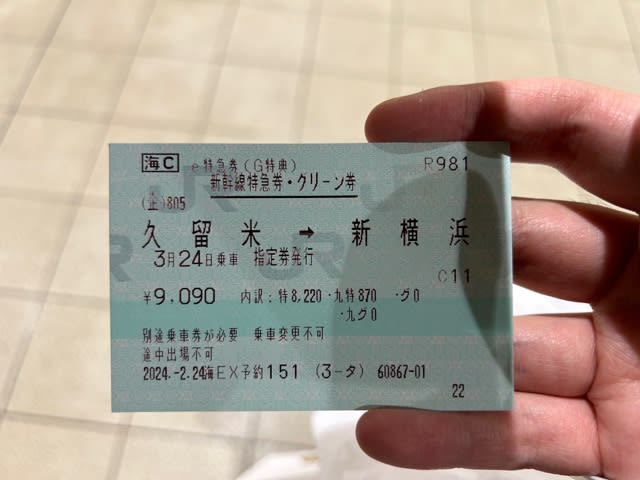 海C e特急券(G特典) R981
新幹線特急券・グリーン券
(企)805
久留米 → 新横浜
3月24日乗車 指定券発行
C11
¥9,090 内訳:特8,220・九特870 ・グ0
・九グ0
別途乗車券が必要 乗車変更不可
途中出場不可
2024.-2.24海EX予約151 (3-タ) 60867-01
22